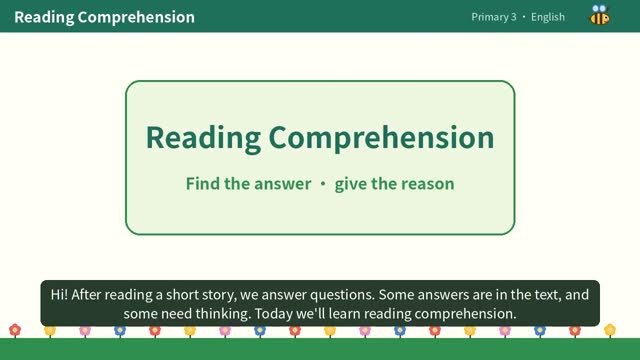 Reading Comprehension
Primary 3 • English
Reading Comprehension
Find the answer • give the reason
Hi! After reading a short story, we answer questions. Some answers are in the text, and
some need thinking. Today we'll learn reading comprehension.